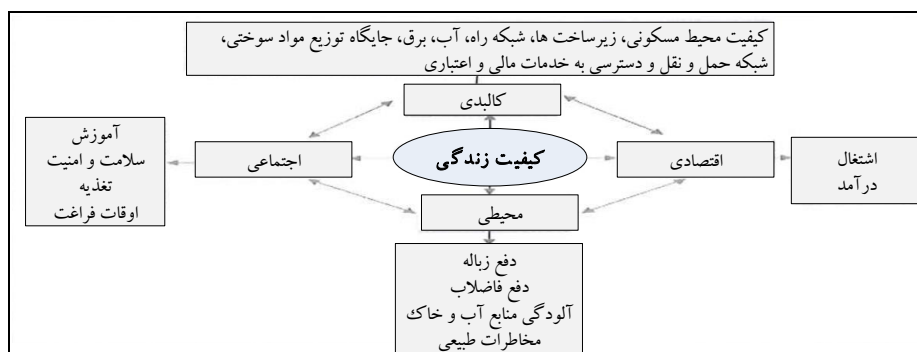 کیفیت محیط مسکونی، زیرساخت ها، شبکه راه، آب، برق، جایگاه توزیع مواد سوختی،
شبکه حمل و نقل و دسترسی به خدمات مالی و اعتباری
کالبدی
آموزش
سلامت و امنیت
تغذیه
اوقات فراغت
اجتماعی
کیفیت زندگی
اقتصادی
اشتغال
درآمد
محیطی
دفع زباله
دفع فاضلاب
آلودگی منابع آب و خاک
مخاطرات طبیعی